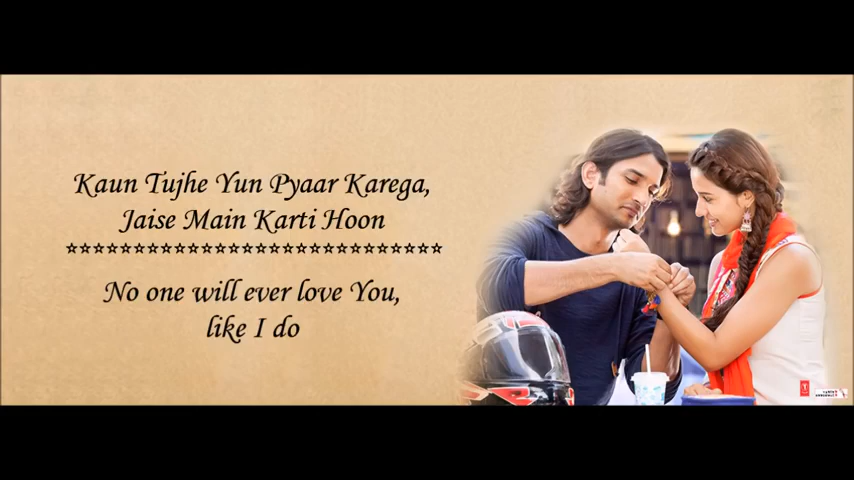 Kaun Tujhe Yun Pyaar Karega,
Jaise Main Karti Hoon
No one will ever love You,
like I do